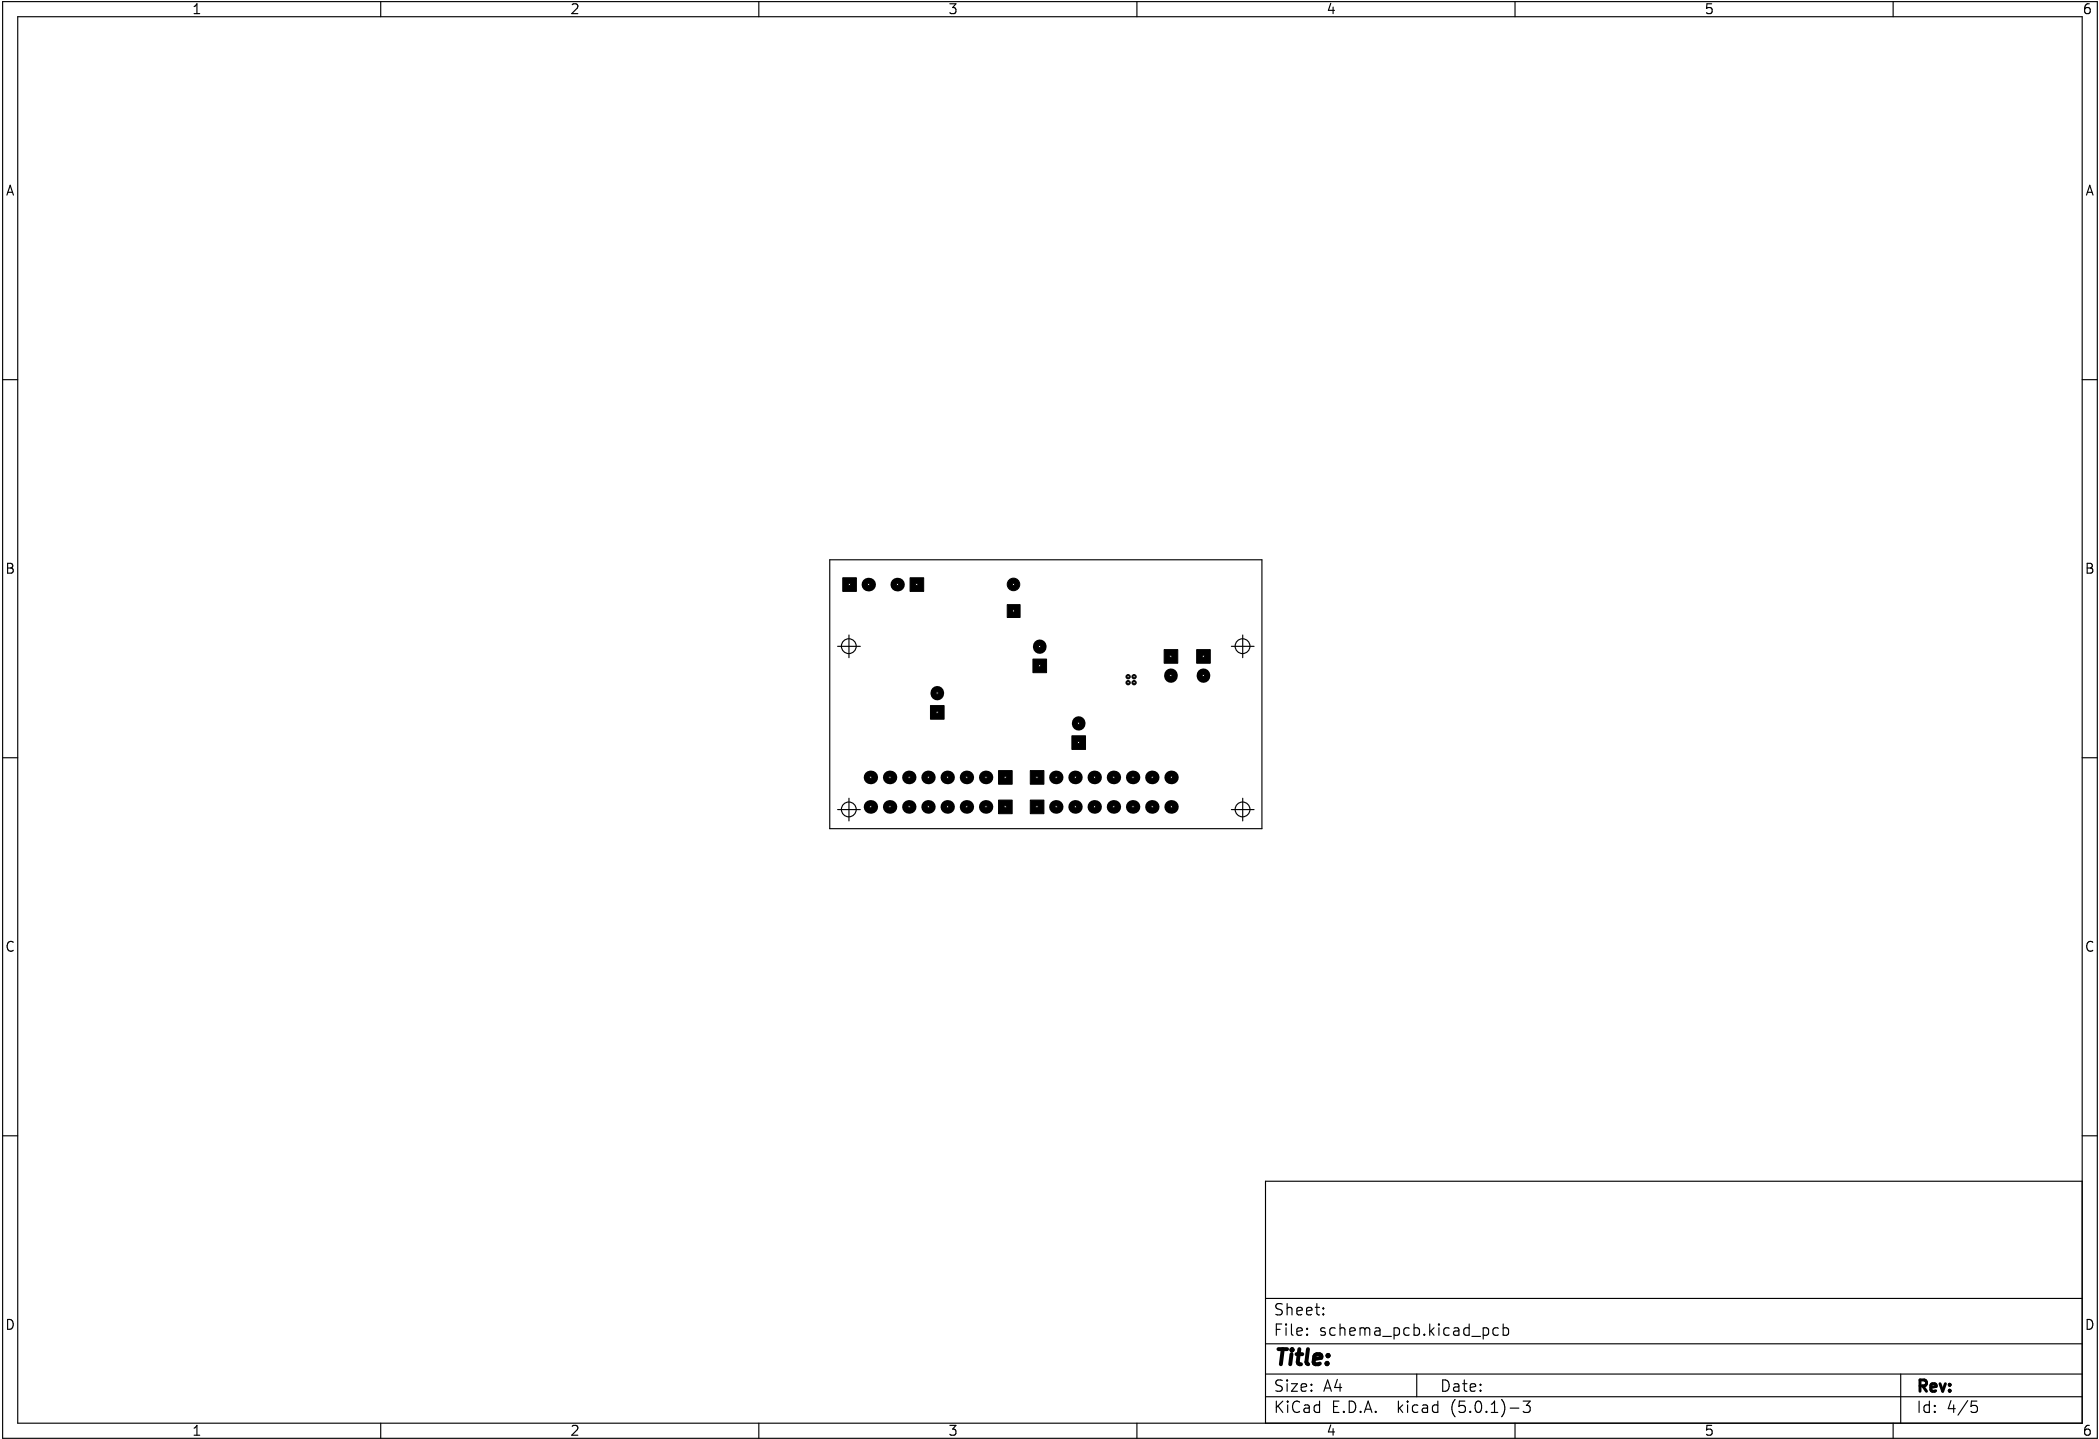 1 2 3 4 5 6
A A
B B
C C
D D
Sheet:
File: schema_pcb.kicad_pcb
Title:
Size: A4 Date: Rev:
KiCad E.D.A. kicad (5.0.1)-3 Id: 4/5
1 2 3 4 5 6